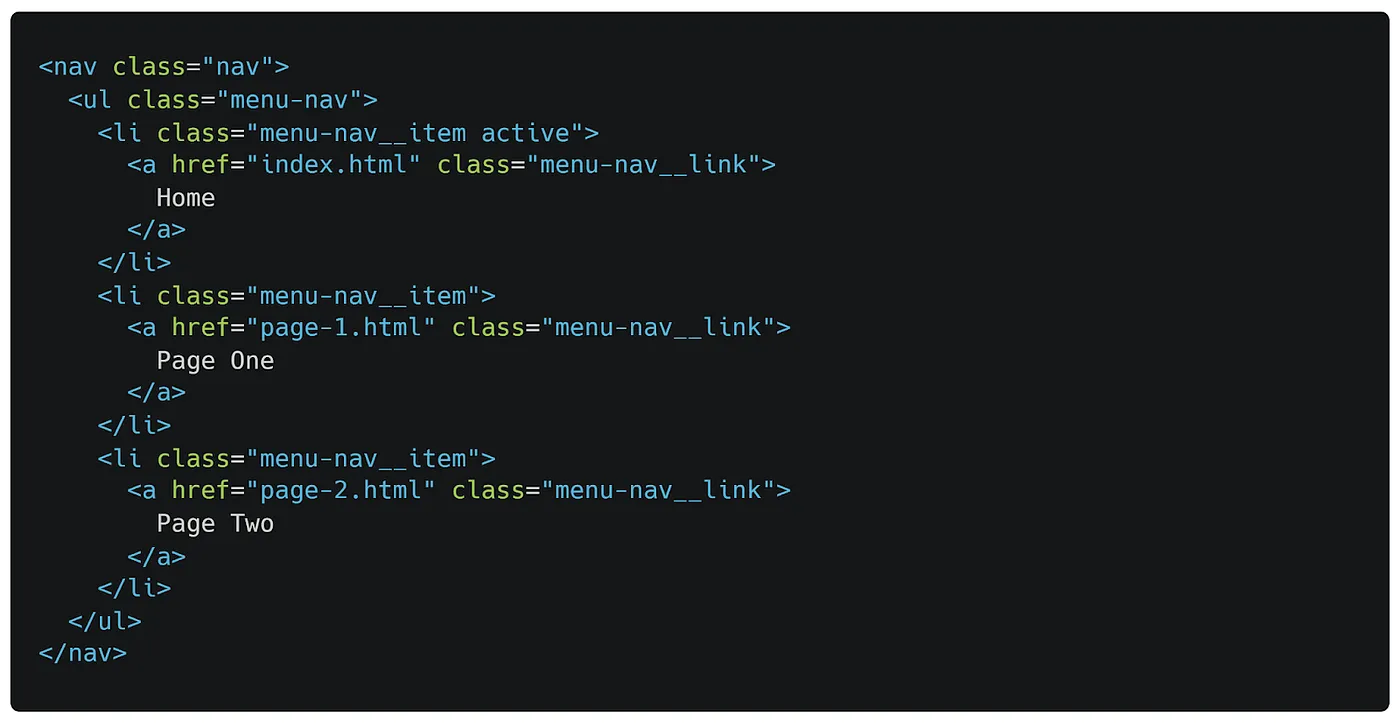 <nav class="nav">
  <ul class="menu-nav">
    <li class="menu-nav__item active">
      <a href="index.html" class="menu-nav__link">
        Home
      </a>
    </li>
    <li class="menu-nav__item">
      <a href="page-1.html" class="menu-nav__link">
        Page One
      </a>
    </li>
    <li class="menu-nav__item">
      <a href="page-2.html" class="menu-nav__link">
        Page Two
      </a>
    </li>
  </ul>
</nav>